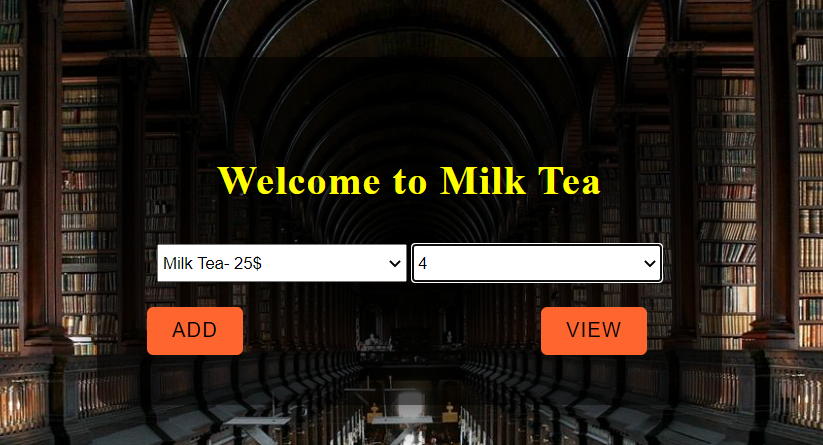 Welcome to Milk Tea
Milk Tea- 25$ 4
ADD VIEW